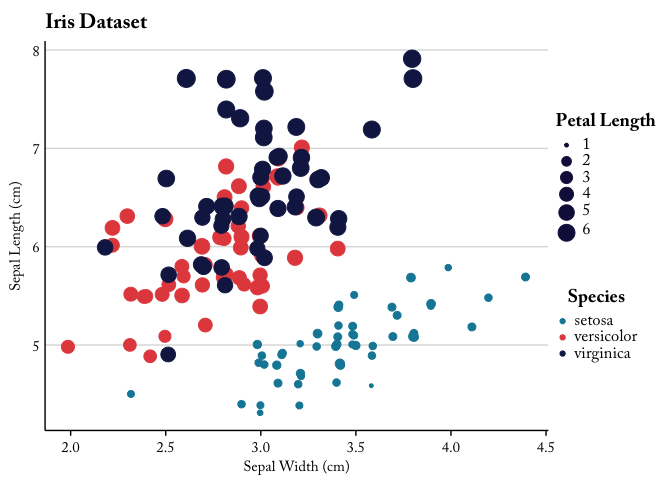 Iris Dataset
8
7
6
5
Sepal Length (cm)
2.0 2.5 3.0 3.5 4.0 4.5
Sepal Width (cm)
Petal Length
1
2
3
4
5
6
Species
setosa
versicolor
virginica